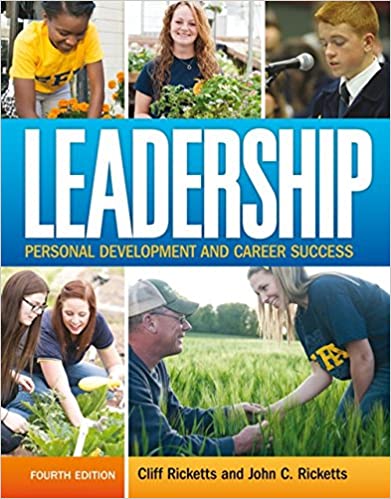 LEADERSHIP
PERSONAL DEVELOPMENT AND CAREER SUCCESS
FOURTH EDITION
Cliff Ricketts and John C. Ricketts